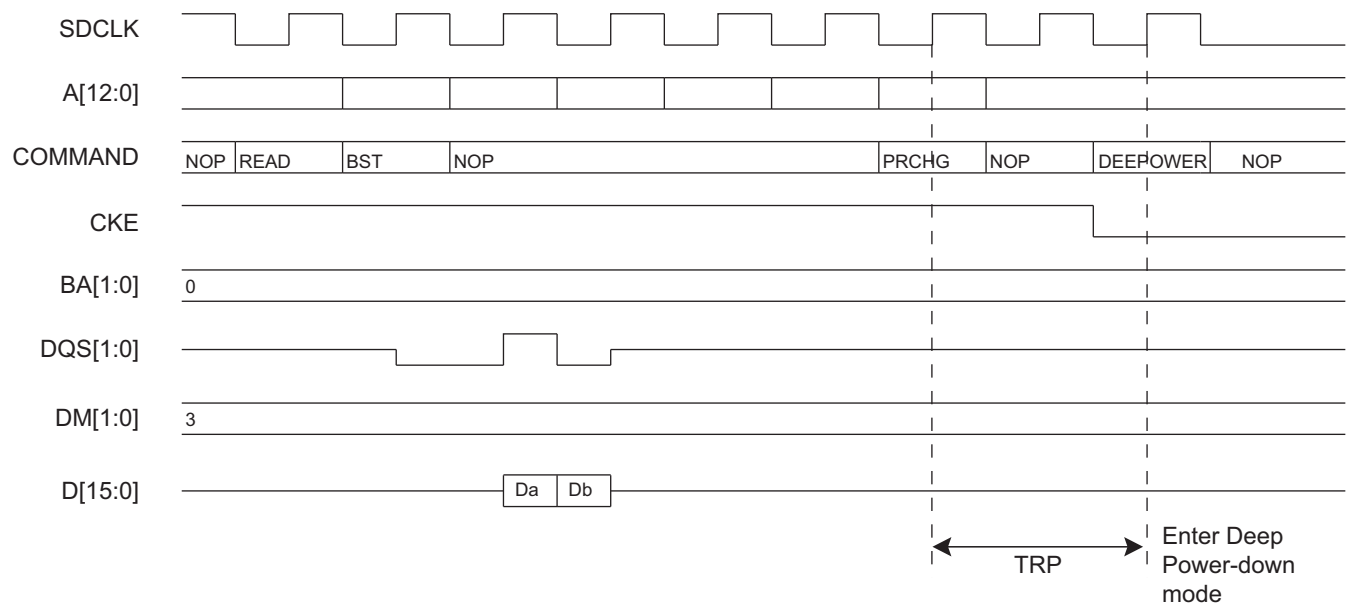 SDCLK
A[12:0]
COMMAND NOP READ BST NOP PRCHG NOP DEEPOWER NOP
CKE
BA[1:0] 0
DQS[1:0]
DM[1:0] 3
D[15:0] Da Db
TRP
Enter Deep
Power-down
mode